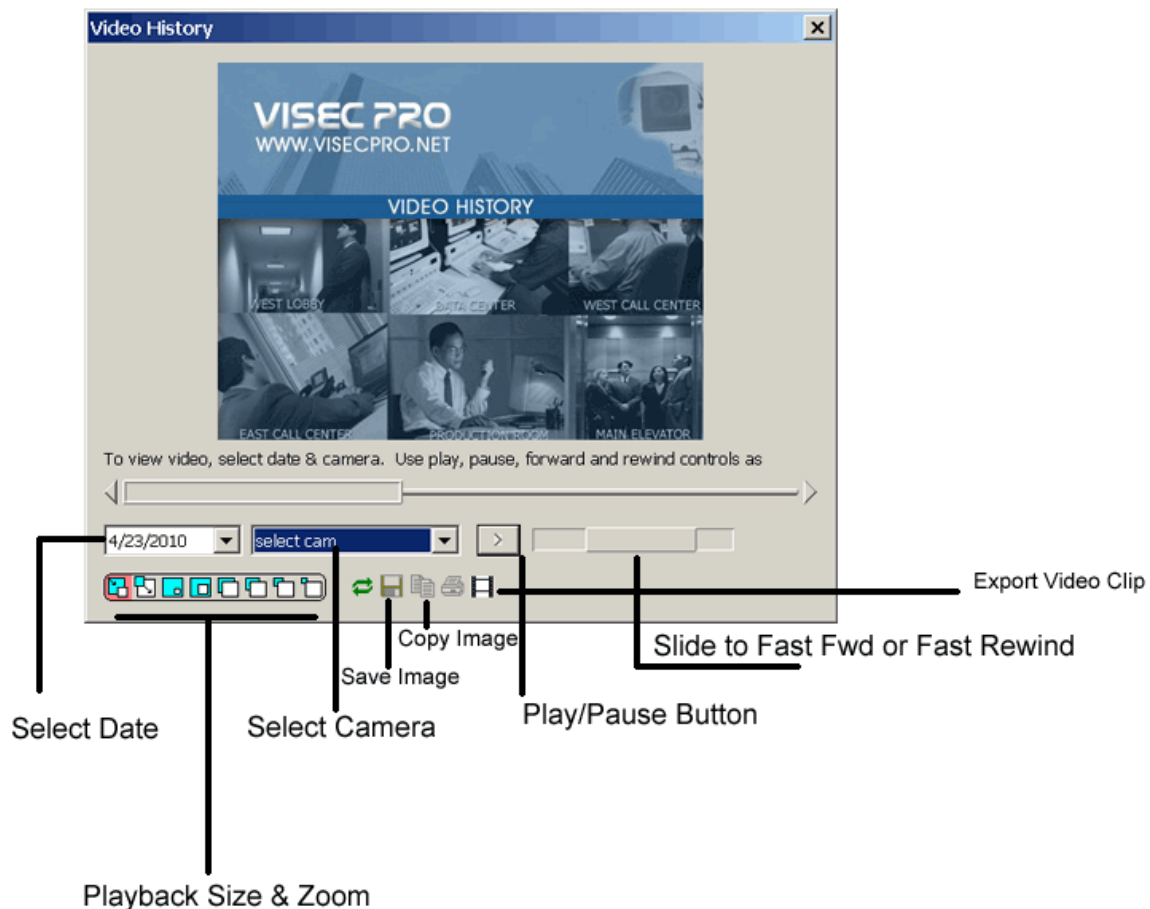 Video History
VISEC PRO
WWW.VISECPRO.NET
VIDEO HISTORY
WEST LOBBY
DATA CENTER
WEST CALL CENTER
EAST CALL CENTER
PRODUCTION ROOM
MAIN ELEVATOR
To view video, select date & camera. Use play, pause, forward and rewind controls as
4/23/2010
select cam
>
Export Video Clip
Copy Image
Slide to Fast Fwd or Fast Rewind
Save Image
Select Date
Select Camera
Play/Pause Button
Playback Size & Zoom